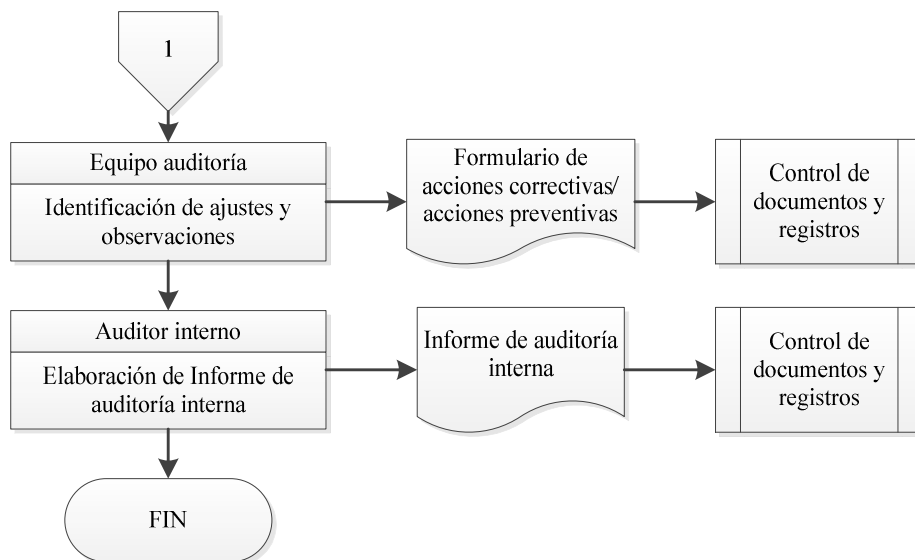 1
Equipo auditoría
Identificación de ajustes y
observaciones
Formulario de
acciones correctivas/
acciones preventivas
Control de
documentos y
registros
Auditor interno
Elaboración de Informe de
auditoría interna
Informe de auditoría
interna
Control de
documentos y
registros
FIN